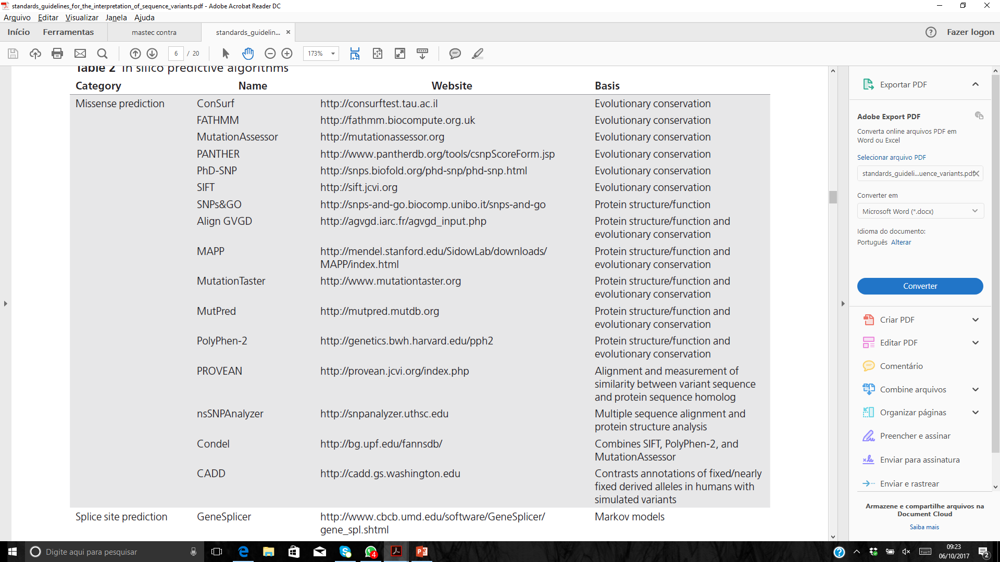 standards_guidelines_for_the_interpretation_of_sequence_variants.pdf - Adobe Acrobat Reader DC
Arquivo Editar Visualizar Janela Ajuda
Início Ferramentas mastec contra standards_guidelin... × ? Fazer logon
6 / 20 173%
Table 2 In silico predictive algorithms
Category Name Website Basis
Missense prediction ConSurf http://consurftest.tau.ac.il Evolutionary conservation
FATHMM http://fathmm.biocompute.org.uk Evolutionary conservation
MutationAssessor http://mutationassessor.org Evolutionary conservation
PANTHER http://www.pantherdb.org/tools/csnpScoreForm.jsp Evolutionary conservation
PhD-SNP http://snps.biofold.org/phd-snp/phd-snp.html Evolutionary conservation
SIFT http://sift.jcvi.org Evolutionary conservation
SNPs&GO http://snps-and-go.biocomp.unibo.it/snps-and-go Protein structure/function
Align GVGD http://agvgd.iarc.fr/agvgd_input.php Protein structure/function and
evolutionary conservation
MAPP http://mendel.stanford.edu/SidowLab/downloads/ Protein structure/function and
MAPP/index.html evolutionary conservation
MutationTaster http://www.mutationtaster.org Protein structure/function and
evolutionary conservation
MutPred http://mutpred.mutdb.org Protein structure/function and
evolutionary conservation
PolyPhen-2 http://genetics.bwh.harvard.edu/pph2 Protein structure/function and
evolutionary conservation
PROVEAN http://provean.jcvi.org/index.php Alignment and measurement of
similarity between variant sequence
and protein sequence homolog
nsSNPAnalyzer http://snpanalyzer.uthsc.edu Multiple sequence alignment and
protein structure analysis
Condel http://bg.upf.edu/fannsdb/ Combines SIFT, PolyPhen-2, and
MutationAssessor
CADD http://cadd.gs.washington.edu Contrasts annotations of fixed/nearly
fixed derived alleles in humans with
simulated variants
Splice site prediction GeneSplicer http://www.cbcb.umd.edu/software/GeneSplicer/ Markov models
gene_spl.shtml
Exportar PDF
Adobe Export PDF
Converta online arquivos PDF em
Word ou Excel
Selecionar arquivo PDF
standards_guideli...uence_variants.pdf
Converter em
Microsoft Word (*.docx)
Idioma do documento:
Português Alterar
Converter
Criar PDF
Editar PDF
Comentário
Combine arquivos
Organizar páginas
Preencher e assinar
Enviar para assinatura
Enviar e rastrear
Armazene e compartilhe arquivos na
Document Cloud
Saiba mais
Digite aqui para pesquisar
4
09:23
06/10/2017
2